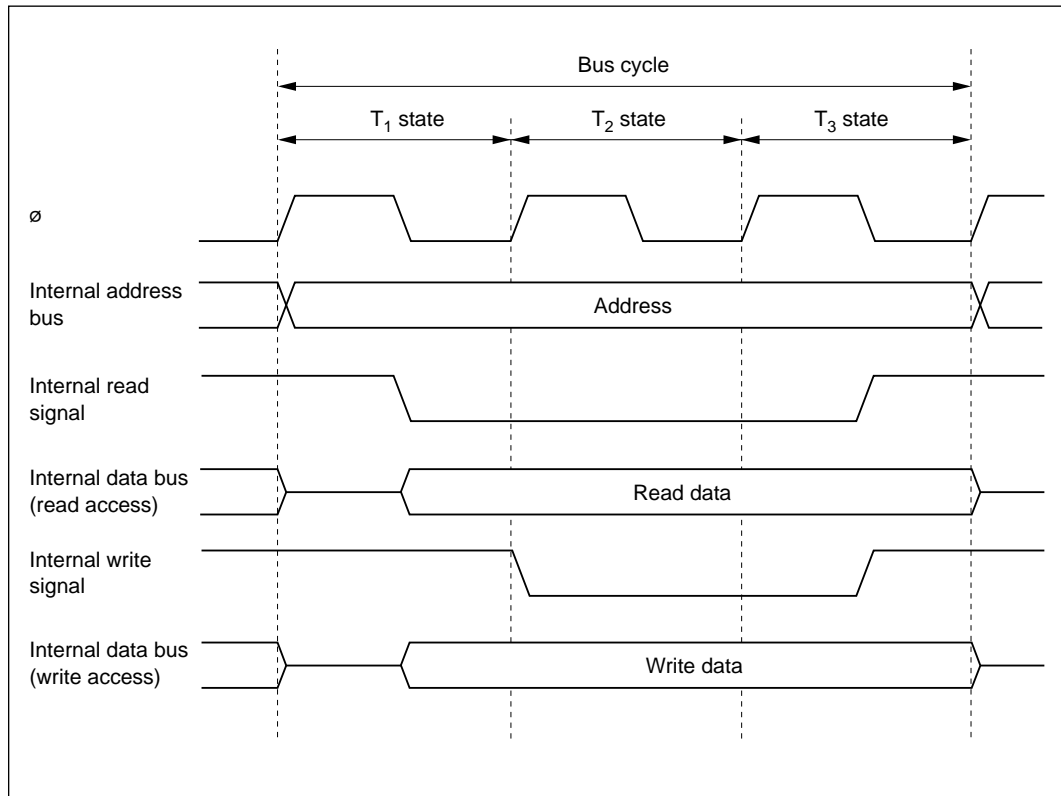 Bus cycle
T₁ state
T₂ state
T₃ state
ø
Internal address
bus
Address
Internal read
signal
Internal data bus
(read access)
Read data
Internal write
signal
Internal data bus
(write access)
Write data